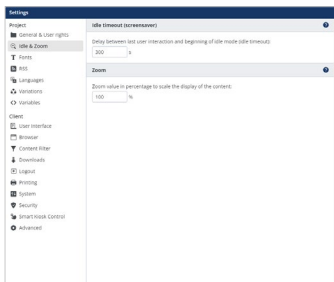 Settings
Project
General & User rights
Idle & Zoom
Fonts
RSS
Languages
Variations
Variables
Client
User Interface
Browser
Content Filter
Downloads
Logout
Printing
System
Security
Smart Kiosk Control
Advanced
Idle timeout (screensaver)
Delay between last user interaction and beginning of idle mode (idle timeout):
300 s
Zoom
Zoom value in percentage to scale the display of the content:
100 %